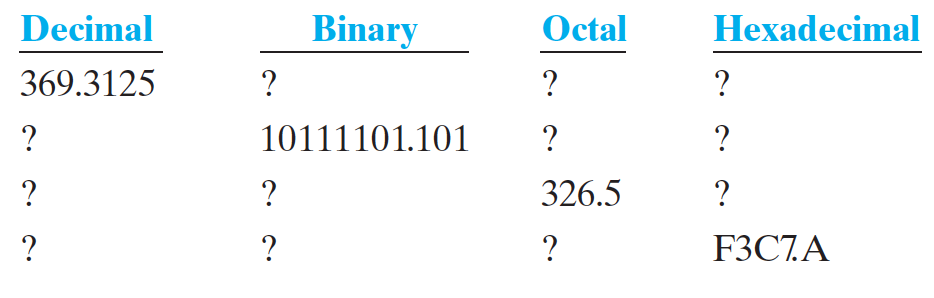 Decimal Binary Octal Hexadecimal
369.3125 ? ? ?
? 10111101.101 ? ?
? ? 326.5 ?
? ? ? F3C7.A